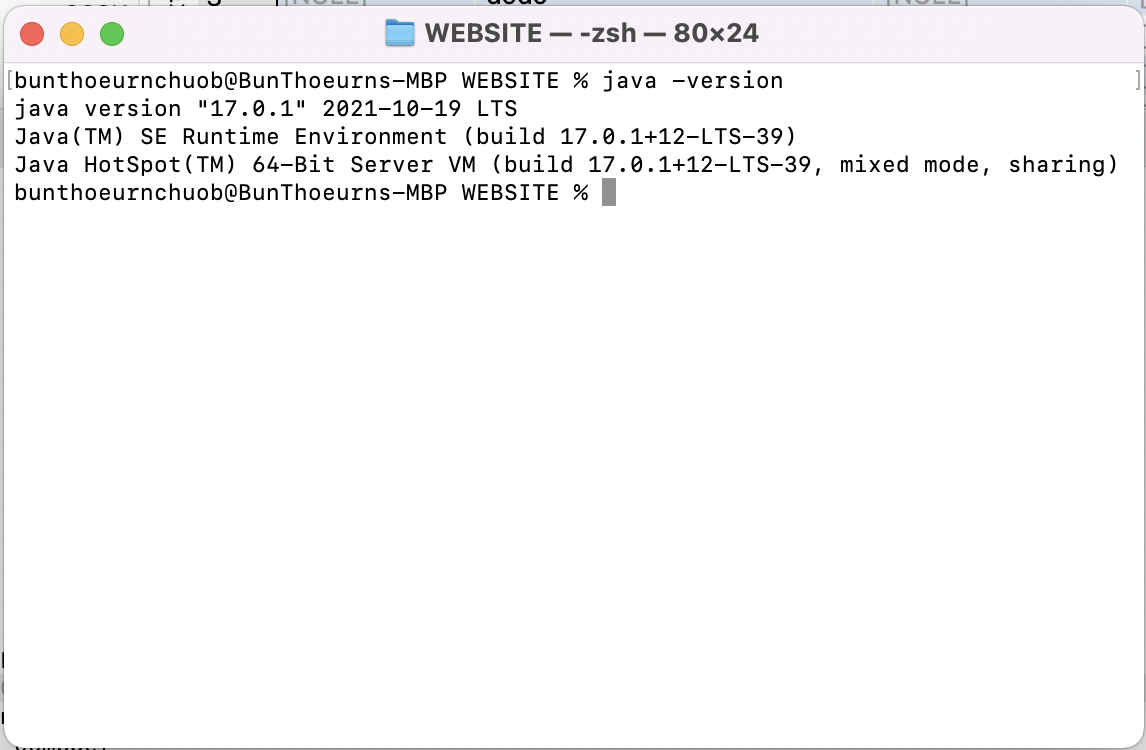 [NULL]
[NULL]
WEBSITE — -zsh — 80×24
[bunthoeurnchuob@BunThoeurns-MBP WEBSITE % java -version ]
java version "17.0.1" 2021-10-19 LTS
Java(TM) SE Runtime Environment (build 17.0.1+12-LTS-39)
Java HotSpot(TM) 64-Bit Server VM (build 17.0.1+12-LTS-39, mixed mode, sharing)
bunthoeurnchuob@BunThoeurns-MBP WEBSITE %